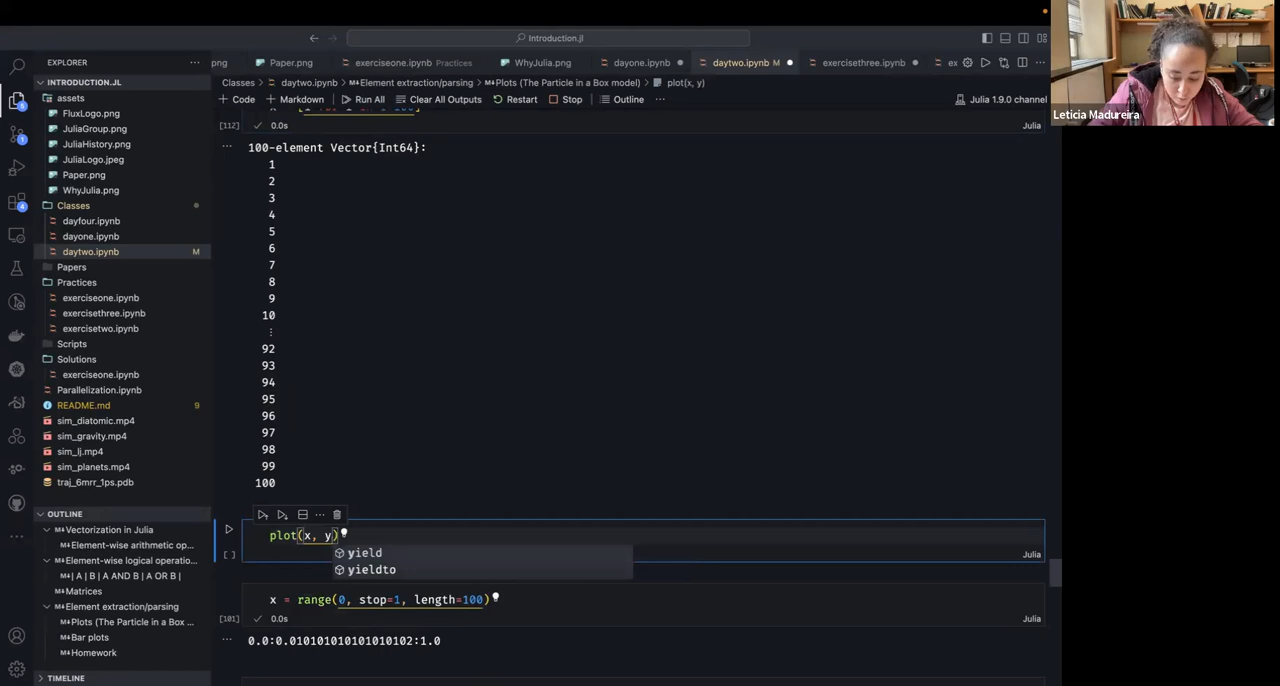 Introduction.jl
EXPLORER
INTRODUCTION.JL
assets
FluxLogo.png
JuliaGroup.png
JuliaHistory.png
JuliaLogo.jpeg
Paper.png
WhyJulia.png
Classes
dayfour.ipynb
dayone.ipynb
daytwo.ipynb M
Papers
Practices
exerciseone.ipynb
exercisethree.ipynb
exercisetwo.ipynb
Scripts
Solutions
exerciseone.ipynb
Parallelization.ipynb
README.md 9
sim_diatomic.mp4
sim_gravity.mp4
sim_lj.mp4
sim_planets.mp4
traj_6mrr_1ps.pdb
OUTLINE
Vectorization in Julia
Element-wise arithmetic op...
Element-wise logical operatio...
| A | B | A AND B | A OR B |
Matrices
Element extraction/parsing
Plots (The Particle in a Box ...
Bar plots
Homework
TIMELINE
5
1
4
png Paper.png exerciseone.ipynb Practices WhyJulia.png dayone.ipynb daytwo.ipynb M exercisethree.ipynb ex
Classes > daytwo.ipynb > Element extraction/parsing > Plots (The Particle in a Box model) > plot(x, y)
+ Code + Markdown Run All Clear All Outputs Restart Stop Outline ... Julia 1.9.0 channel
[112] 0.0s Julia
100-element Vector{Int64}:
1
2
3
4
5
6
7
8
9
10
⋮
92
93
94
95
96
97
98
99
100
plot(x, y)
yield
yieldto
[ ] Julia
x = range(0, stop=1, length=100)
[101] 0.0s Julia
0.0:0.010101010101010102:1.0
Leticia Madureira